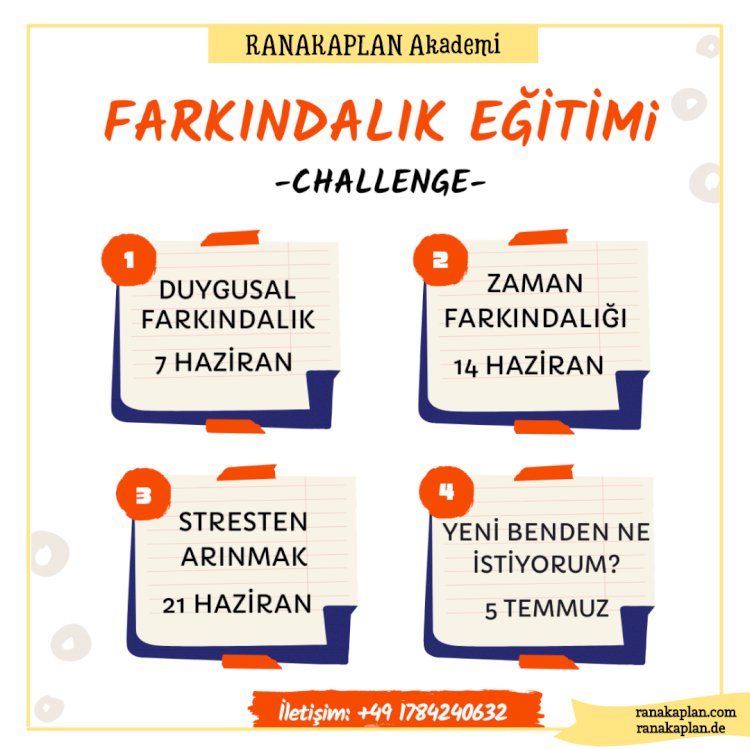 RANAKAPLAN Akademi
FARKINDALIK EĞİTİMİ
-CHALLENGE-
1
DUYGUSAL
FARKINDALIK
7 HAZİRAN
2
ZAMAN
FARKINDALIĞI
14 HAZİRAN
3
STRESTEN
ARINMAK
21 HAZİRAN
4
YENİ BENDEN NE
İSTİYORUM?
5 TEMMUZ
İletişim: +49 1784240632
ranakaplan.com
ranakaplan.de